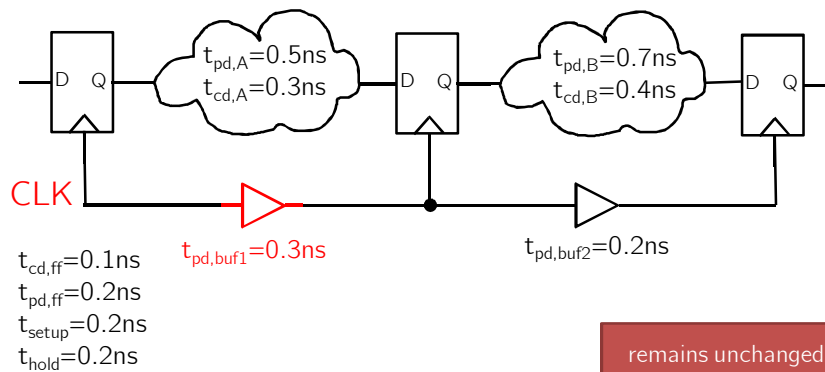 t_pd,A=0.5ns
t_cd,A=0.3ns
t_pd,B=0.7ns
t_cd,B=0.4ns
D Q
D Q
D Q
CLK
t_pd,buf1=0.3ns
t_pd,buf2=0.2ns
t_cd,ff=0.1ns
t_pd,ff=0.2ns
t_setup=0.2ns
t_hold=0.2ns
remains unchanged